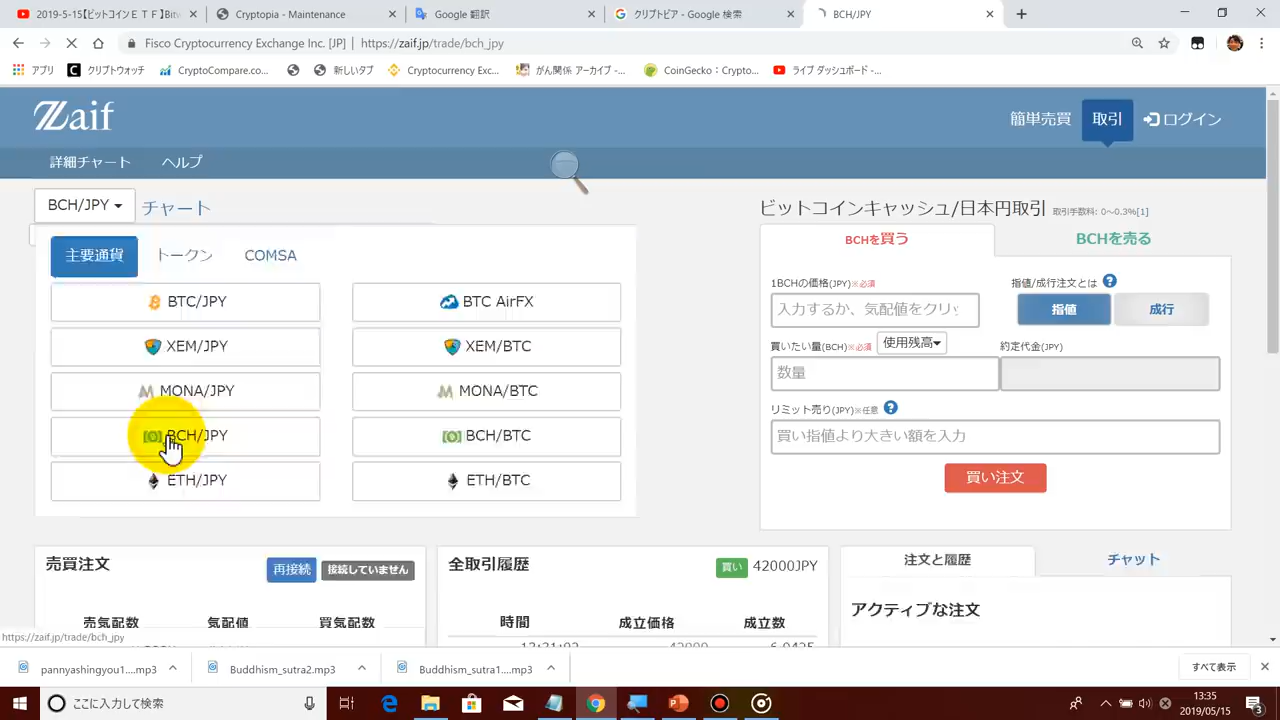 2019-5-15【ビットコインＥＴＦ】Bitw
Cryptopia - Maintenance
Google 翻訳
クリプトピア - Google 検索
BCH/JPY
Fisco Cryptocurrency Exchange Inc. [JP] | https://zaif.jp/trade/bch_jpy
アプリ
クリプトウォッチ
CryptoCompare.co...
新しいタブ
Cryptocurrency Exc...
がん関係 アーカイブ -...
CoinGecko：Crypto...
ライブ ダッシュボード -...
Zaif
簡単売買
取引
ログイン
詳細チャート
ヘルプ
BCH/JPY
チャート
ビットコインキャッシュ/日本円取引 取引手数料: 0～0.3%[1]
主要通貨
トークン
COMSA
BCHを買う
BCHを売る
BTC/JPY
BTC AirFX
XEM/JPY
XEM/BTC
MONA/JPY
MONA/BTC
BCH/JPY
BCH/BTC
ETH/JPY
ETH/BTC
1BCHの価格(JPY)※必須
指値/成行注文とは
入力するか、気配値をクリッ
指値
成行
買いたい量(BCH)※必須
使用残高
約定代金(JPY)
数量
リミット売り(JPY)※任意
買い指値より大きい額を入力
買い注文
売買注文
再接続
接続していません
全取引履歴
買い
42000JPY
注文と履歴
チャット
売気配数
気配値
買気配数
時間
成立価格
成立数
アクティブな注文
https://zaif.jp/trade/bch_jpy
pannyashingyou1....mp3
Buddhism_sutra2.mp3
Buddhism_sutra1....mp3
すべて表示
ここに入力して検索
13:35
2019/05/15
3